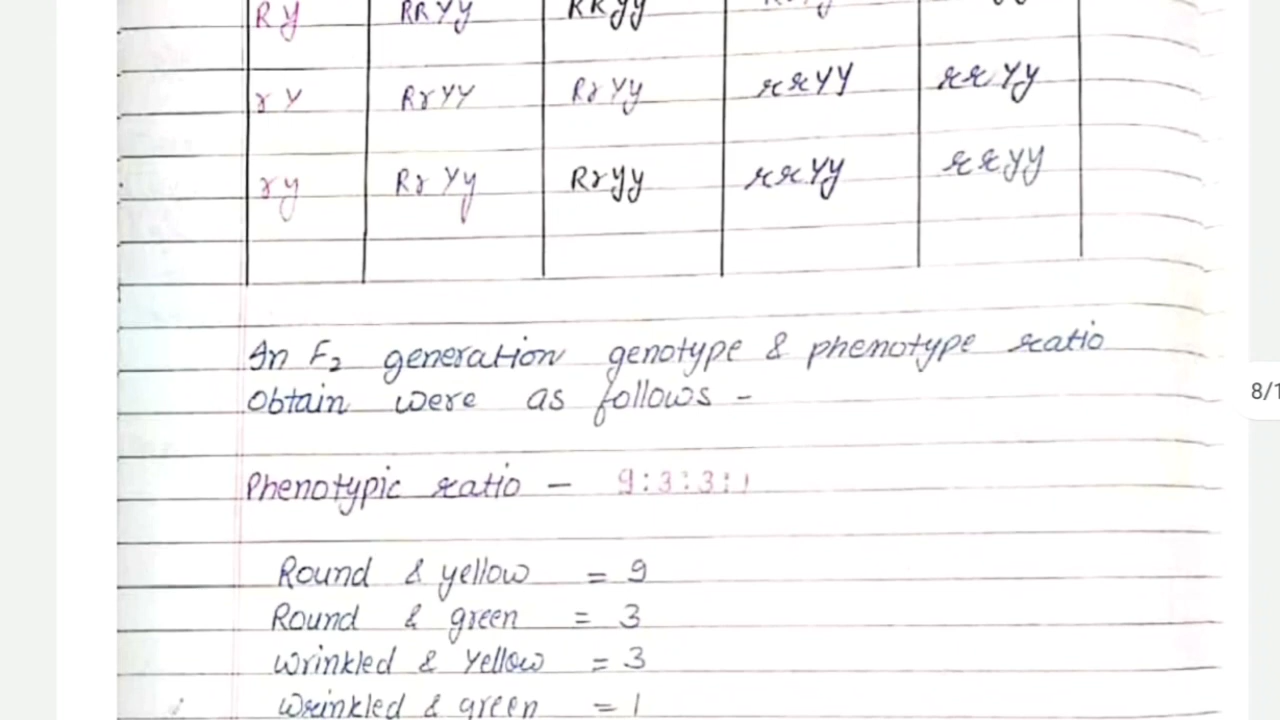 Ry RRYy RRyy
rY RrYY RrYy rrYY rrYy
ry RrYy Rryy rrYy rryy
In F₂ generation genotype & phenotype ratio
obtain were as follows -
Phenotypic ratio - 9:3:3:1
Round & yellow = 9
Round & green = 3
Wrinkled & Yellow = 3
Wrinkled & green = 1
8/1